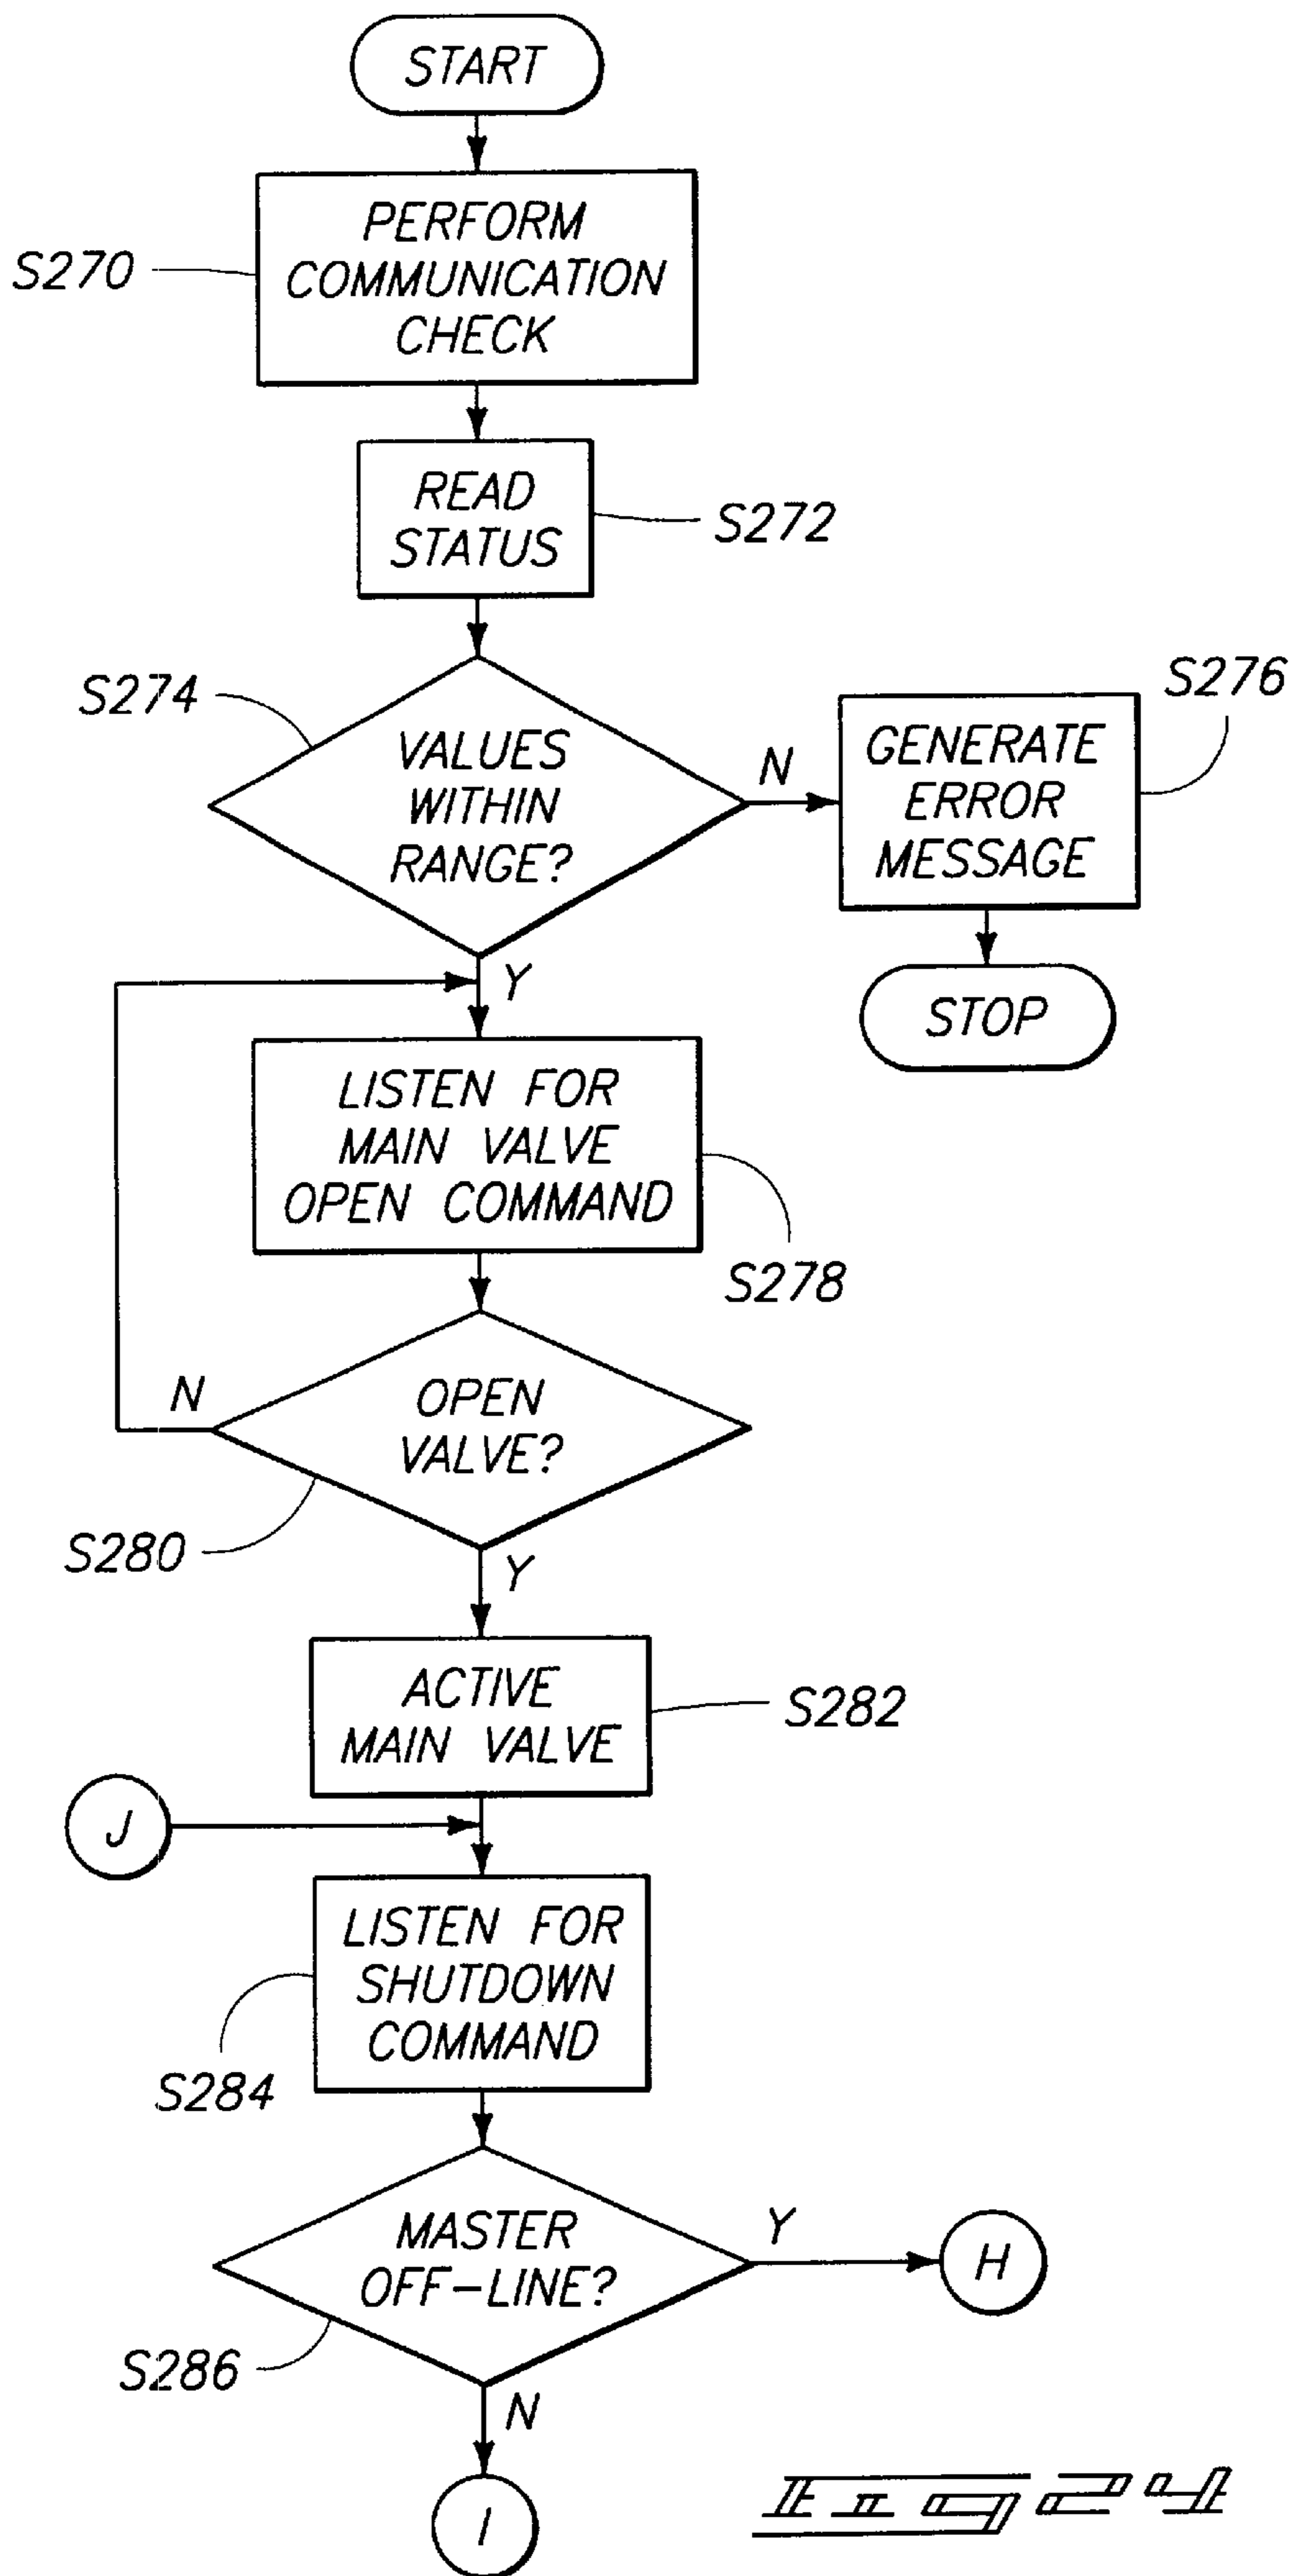 START
PERFORM
COMMUNICATION
CHECK
S270
READ
STATUS
S272
S274
VALUES
WITHIN
RANGE?
N
GENERATE
ERROR
MESSAGE
S276
STOP
Y
LISTEN FOR
MAIN VALVE
OPEN COMMAND
S278
OPEN
VALVE?
N
S280
Y
ACTIVE
MAIN VALVE
S282
J
LISTEN FOR
SHUTDOWN
COMMAND
S284
MASTER
OFF-LINE?
Y
H
S286
N
I
Fig 24